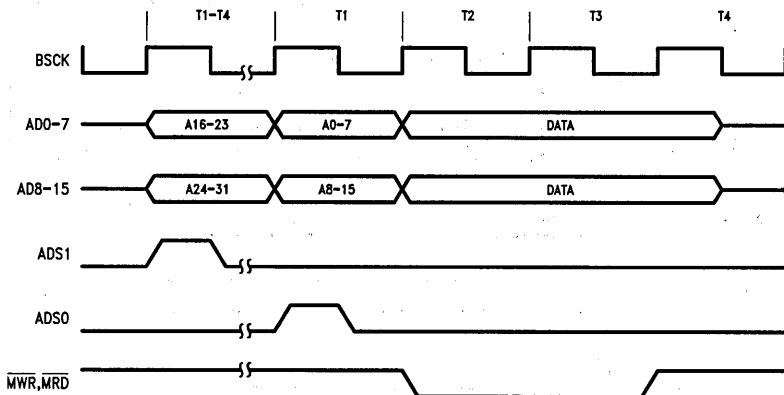 T1-T4 T1 T2 T3 T4
BSCK
AD0-7 A16-23 A0-7 DATA
AD8-15 A24-31 A8-15 DATA
ADS1
ADS0
MWR,MRD